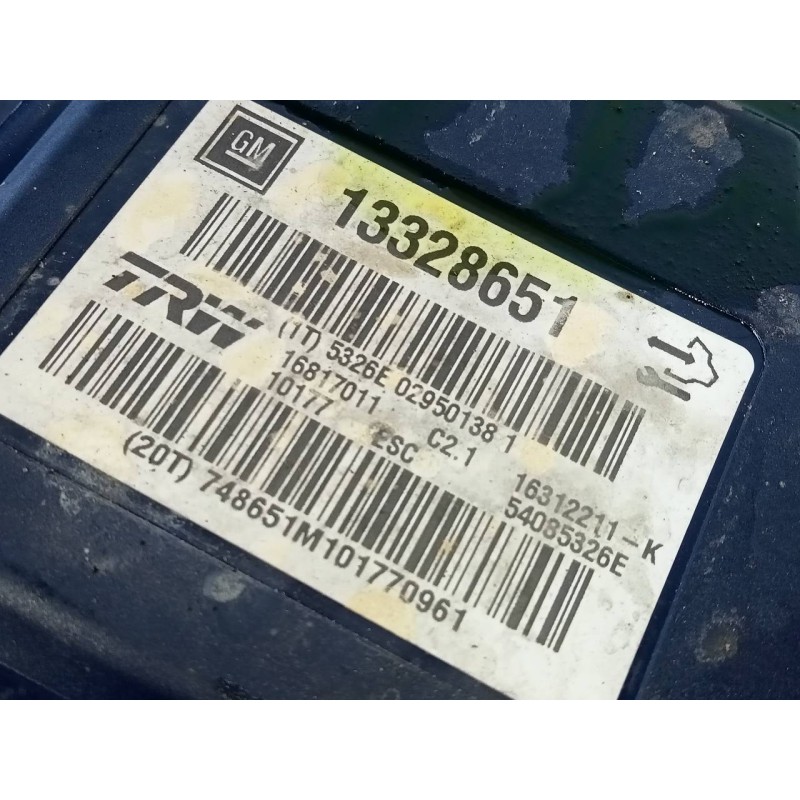 GM
13328651
TRW
(1T) 5326E 02950138 1
16817011 C2.1 16312211-K
10177 ESC 54085326E
(20T) 748651M101770961